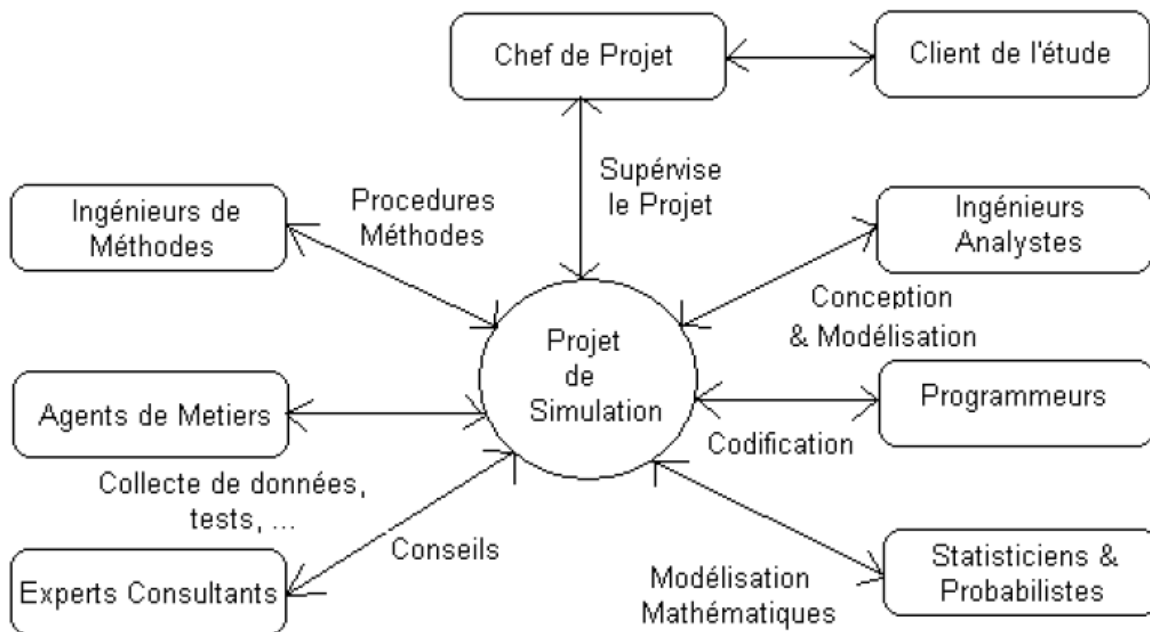 Chef de Projet
Client de l'étude
Supérvise
le Projet
Ingénieurs de
Méthodes
Procedures
Méthodes
Ingénieurs
Analystes
Conception
& Modélisation
Projet
de
Simulation
Agents de Metiers
Programmeurs
Codification
Collecte de données,
tests, ...
Conseils
Experts Consultants
Modélisation
Mathématiques
Statisticiens &
Probabilistes